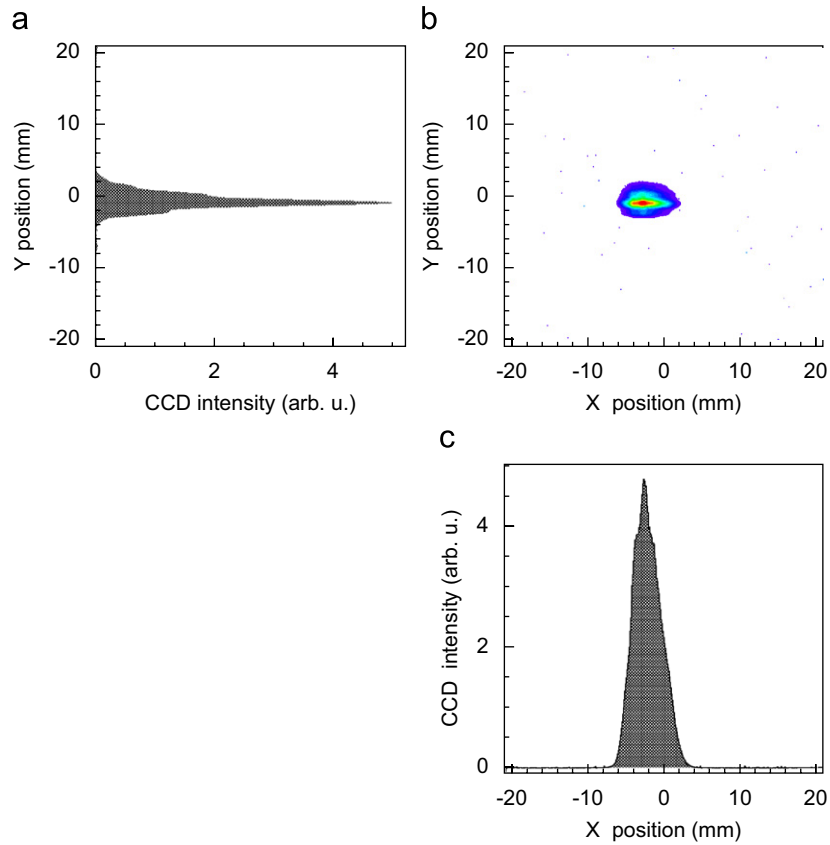 a
20
10
0
-10
-20
Y position (mm)
0 2 4
CCD intensity (arb. u.)
b
20
10
0
-10
-20
Y position (mm)
-20 -10 0 10 20
X position (mm)
c
4
2
0
CCD intensity (arb. u.)
-20 -10 0 10 20
X position (mm)